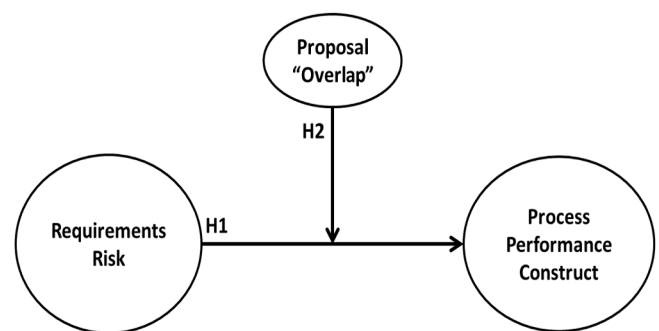 Proposal
“Overlap”
H2
Requirements
Risk
H1
Process
Performance
Construct